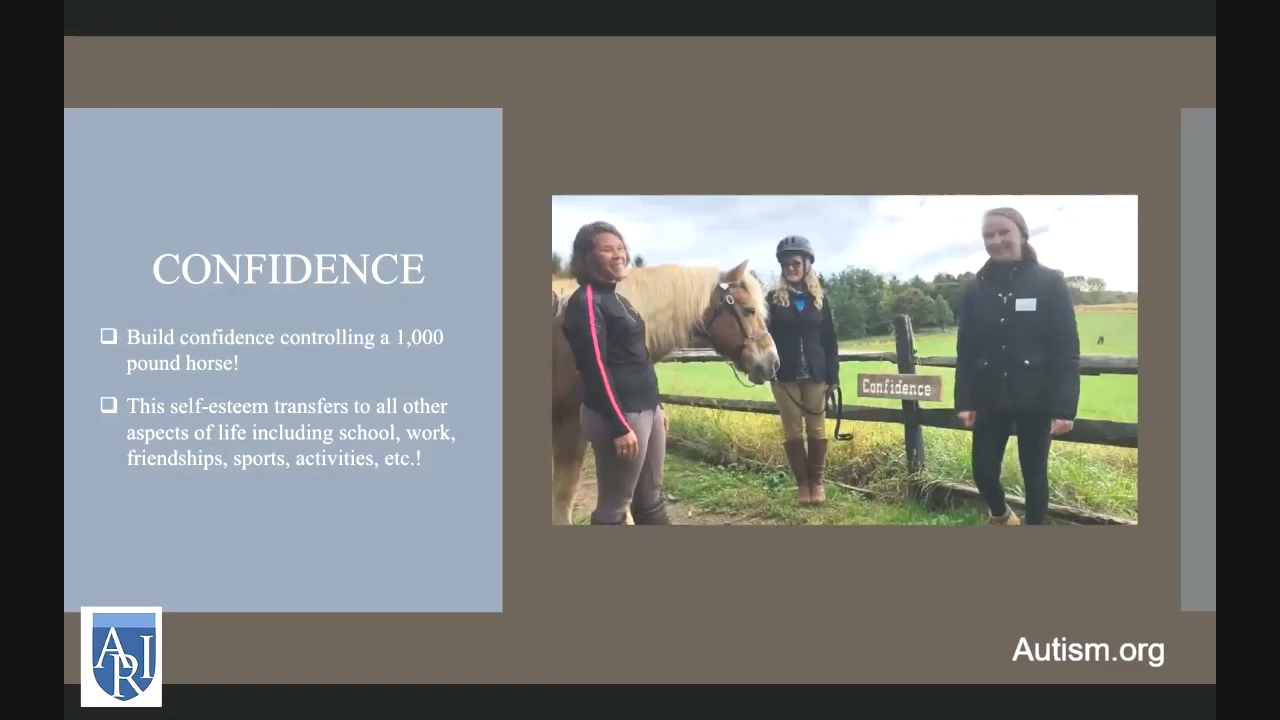 CONFIDENCE
❑ Build confidence controlling a 1,000
pound horse!
❑ This self-esteem transfers to all other
aspects of life including school, work,
friendships, sports, activities, etc.!
Confidence
ARI
Autism.org